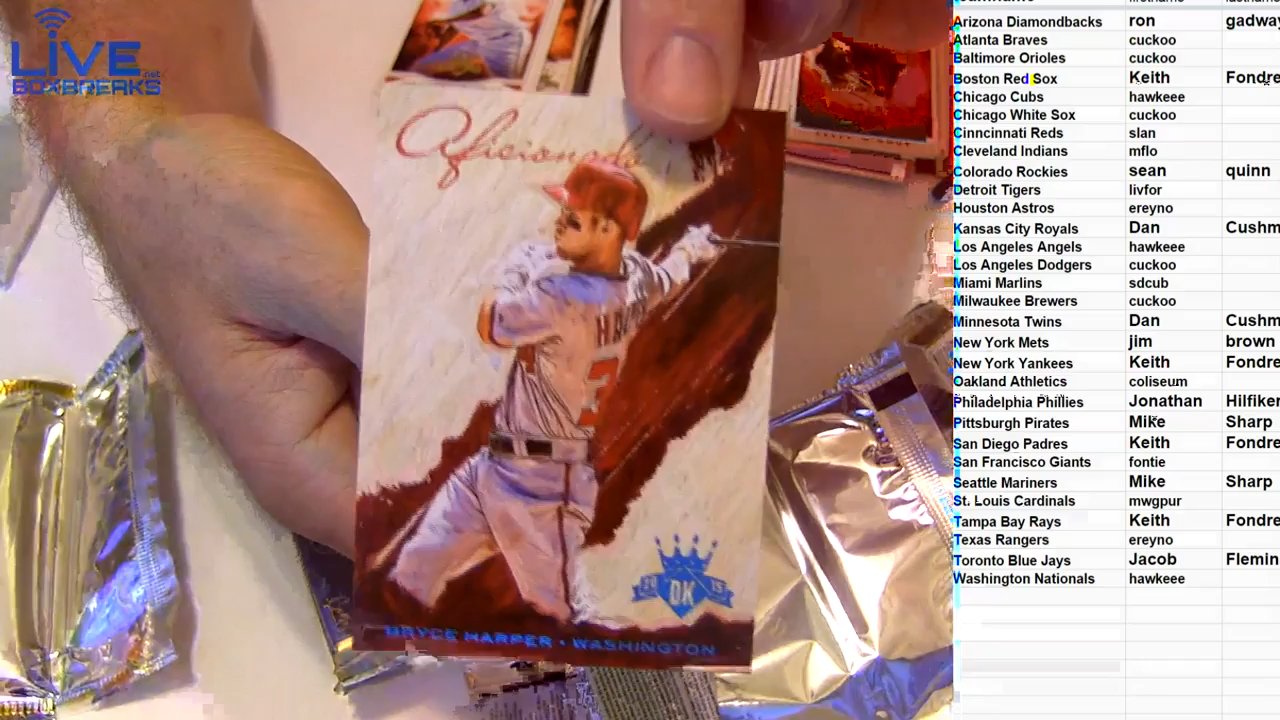 LIVE
BOXBREAKS.net
Aficionado
HA
3
20 DK 15
BRYCE HARPER • WASHINGTON
Arizona Diamondbacks ron gadway
Atlanta Braves cuckoo
Baltimore Orioles cuckoo
Boston Red Sox Keith Fondre
Chicago Cubs hawkeee
Chicago White Sox cuckoo
Cinncinnati Reds slan
Cleveland Indians mflo
Colorado Rockies sean quinn
Detroit Tigers livfor
Houston Astros ereyno
Kansas City Royals Dan Cushm
Los Angeles Angels hawkeee
Los Angeles Dodgers cuckoo
Miami Marlins sdcub
Milwaukee Brewers cuckoo
Minnesota Twins Dan Cushm
New York Mets jim brown
New York Yankees Keith Fondre
Oakland Athletics coliseum
Philadelphia Phillies Jonathan Hilfiker
Pittsburgh Pirates Mike Sharp
San Diego Padres Keith Fondre
San Francisco Giants fontie
Seattle Mariners Mike Sharp
St. Louis Cardinals mwgpur
Tampa Bay Rays Keith Fondre
Texas Rangers ereyno
Toronto Blue Jays Jacob Flemin
Washington Nationals hawkeee